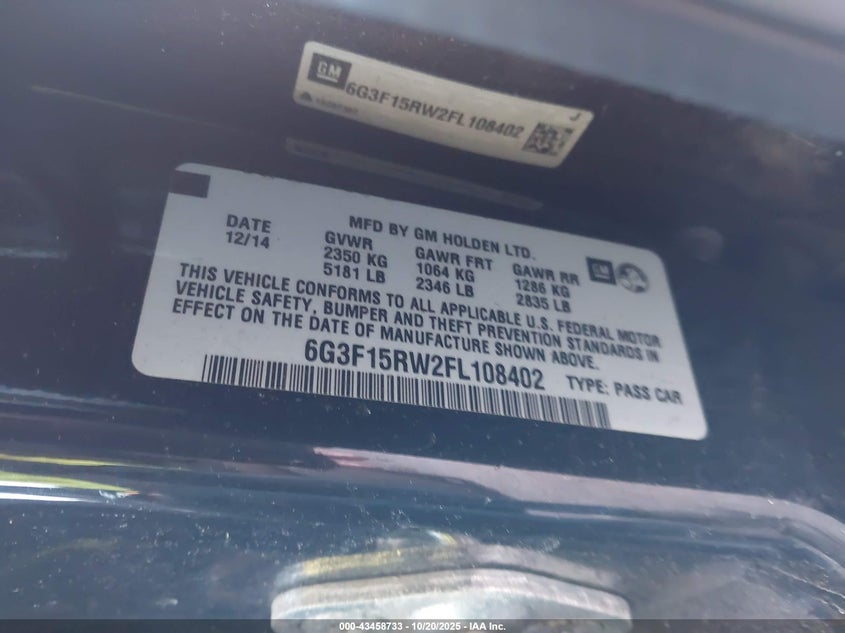 GM
6G3F15RW2FL108402
J
MFD BY GM HOLDEN LTD.
DATE
12/14
GVWR
2350 KG
5181 LB
GAWR FRT
1064 KG
2346 LB
GAWR RR
1286 KG
2835 LB
GM
THIS VEHICLE CONFORMS TO ALL APPLICABLE U.S. FEDERAL MOTOR
VEHICLE SAFETY, BUMPER AND THEFT PREVENTION STANDARDS IN
EFFECT ON THE DATE OF MANUFACTURE SHOWN ABOVE.
6G3F15RW2FL108402
TYPE: PASS CAR
000-43458733 - 10/20/2025 - IAA Inc.